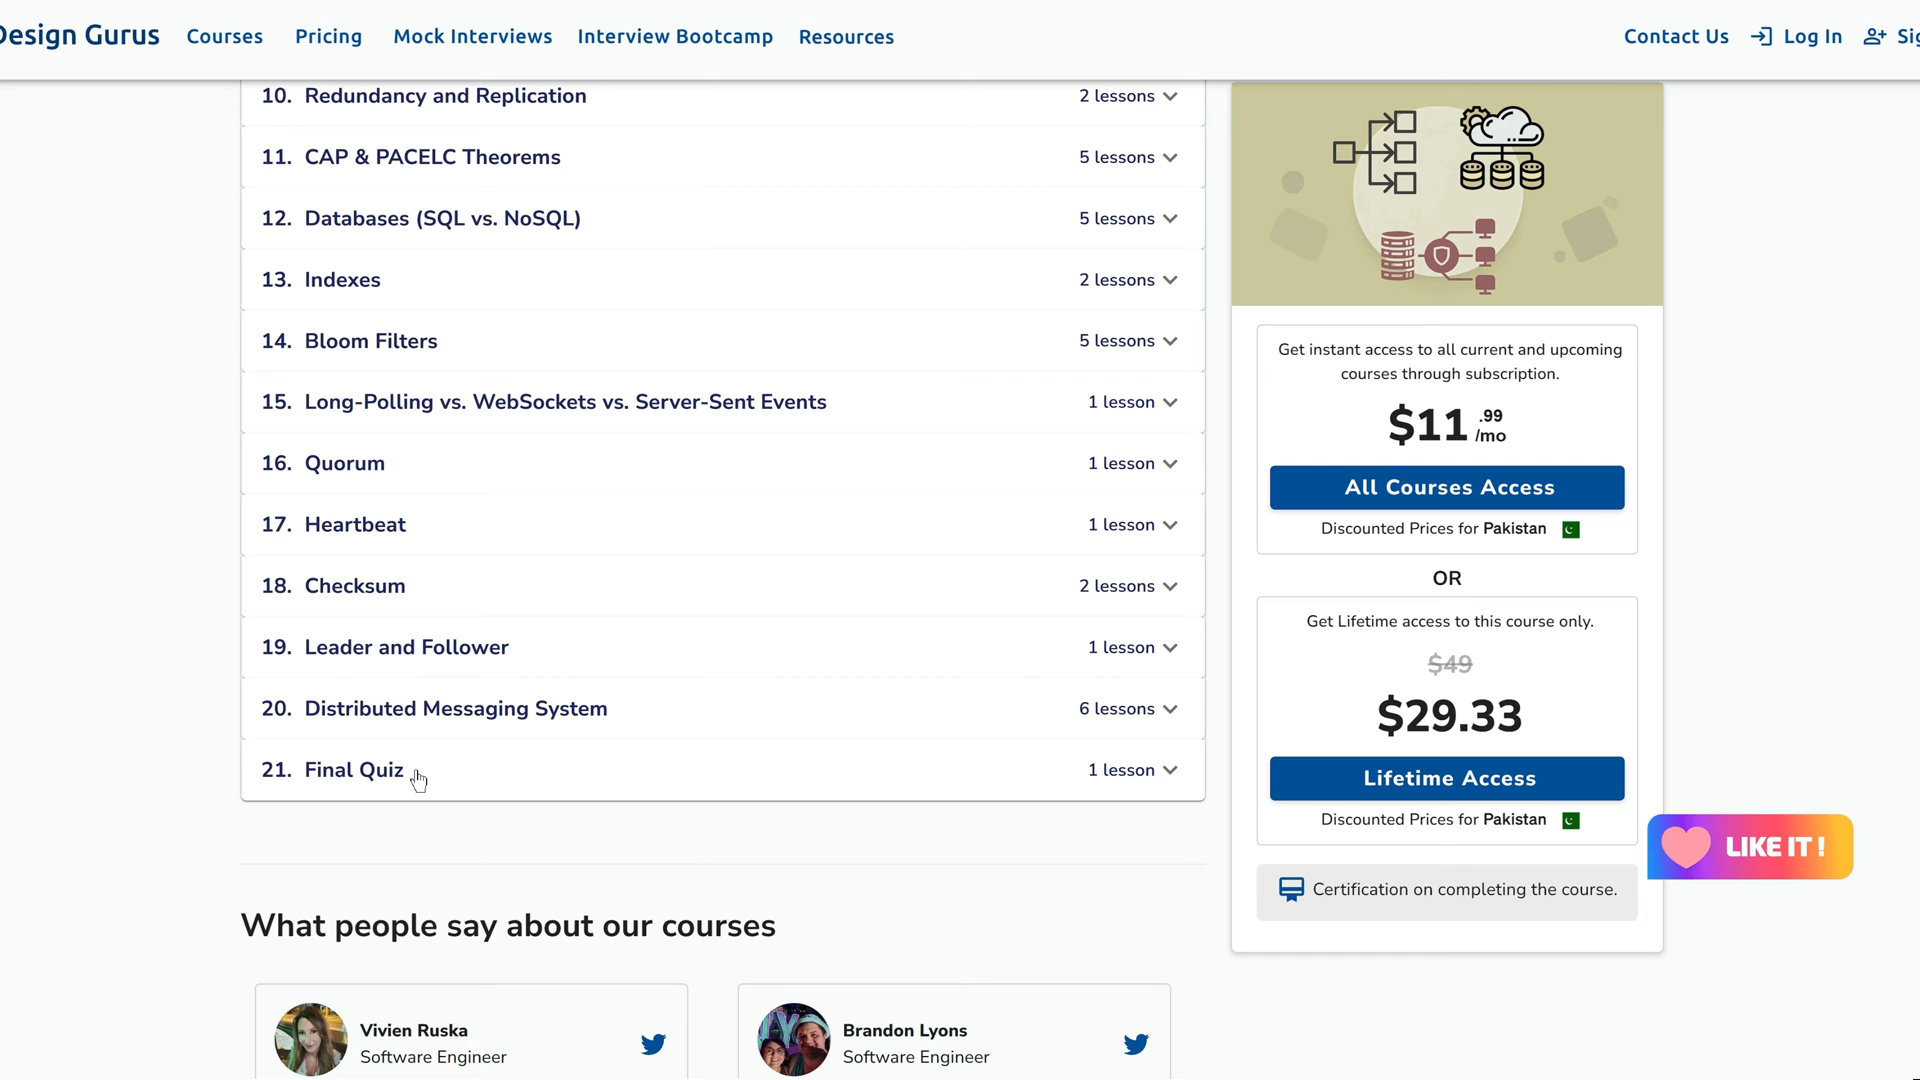 Design Gurus Courses Pricing Mock Interviews Interview Bootcamp Resources Contact Us Log In
10. Redundancy and Replication 2 lessons
11. CAP & PACELC Theorems 5 lessons
12. Databases (SQL vs. NoSQL) 5 lessons
13. Indexes 2 lessons
14. Bloom Filters 5 lessons
15. Long-Polling vs. WebSockets vs. Server-Sent Events 1 lesson
16. Quorum 1 lesson
17. Heartbeat 1 lesson
18. Checksum 2 lessons
19. Leader and Follower 1 lesson
20. Distributed Messaging System 6 lessons
21. Final Quiz 1 lesson
Get instant access to all current and upcoming
courses through subscription.
$11 .99
/mo
All Courses Access
Discounted Prices for Pakistan
OR
Get Lifetime access to this course only.
$49
$29.33
Lifetime Access
Discounted Prices for Pakistan
LIKE IT !
Certification on completing the course.
What people say about our courses
Vivien Ruska
Software Engineer
Brandon Lyons
Software Engineer